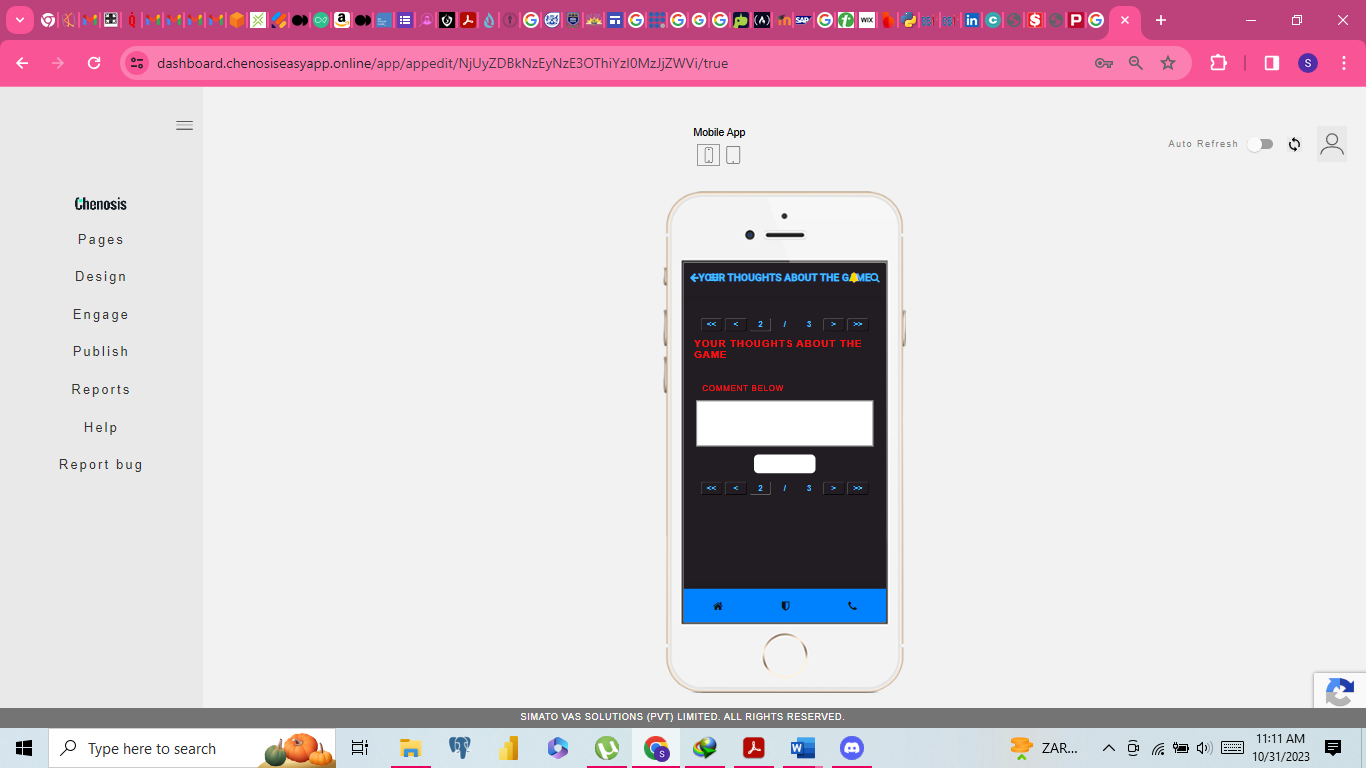 dashboard.chenosiseasyapp.online/app/appedit/NjUyZDBkNzEyNzE3OThiYzI0MzJjZWVi/true
S
Mobile App
Auto Refresh
Chenosis
Pages
Design
Engage
Publish
Reports
Help
Report bug
YOUR THOUGHTS ABOUT THE GAME
<< < 2 / 3 > >>
YOUR THOUGHTS ABOUT THE
GAME
COMMENT BELOW
<< < 2 / 3 > >>
SIMATO VAS SOLUTIONS (PVT) LIMITED. ALL RIGHTS RESERVED.
Type here to search
ZAR...
11:11 AM
10/31/2023